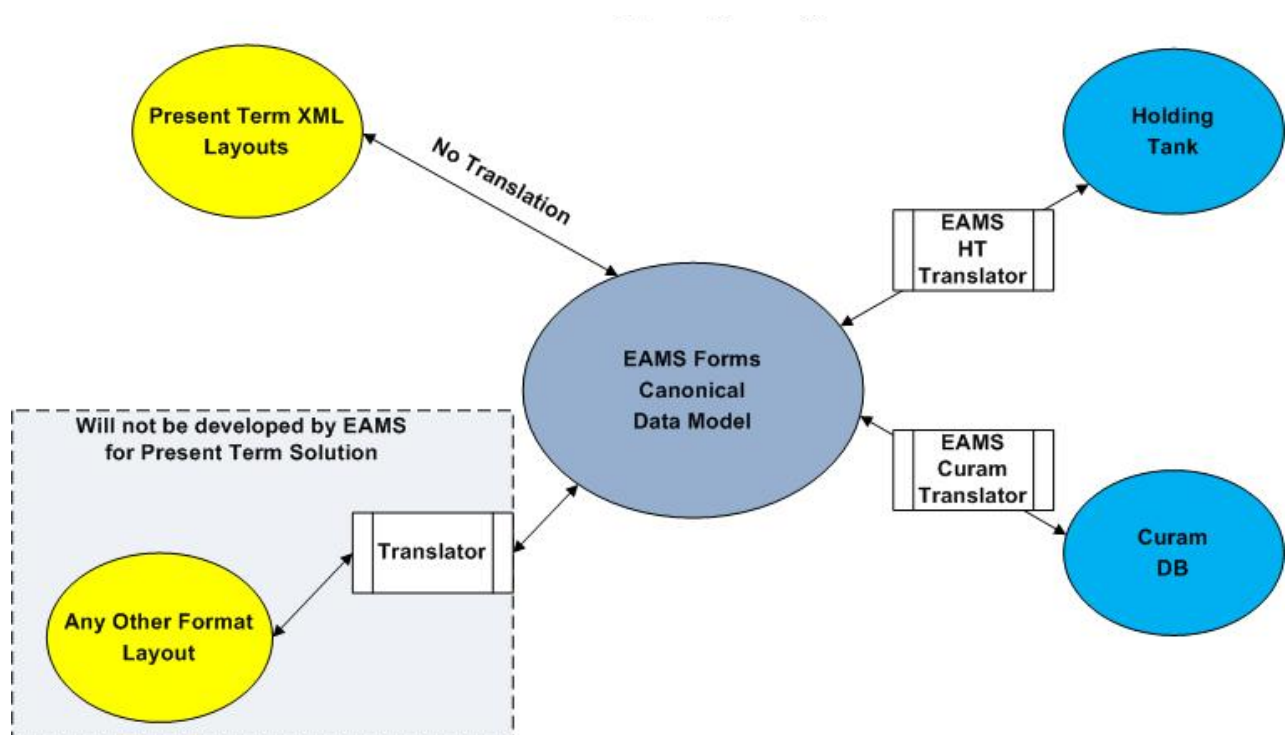 Present Term XML
Layouts
No Translation
Holding
Tank
EAMS
HT
Translator
EAMS Forms
Canonical
Data Model
EAMS
Curam
Translator
Curam
DB
Will not be developed by EAMS
for Present Term Solution
Translator
Any Other Format
Layout